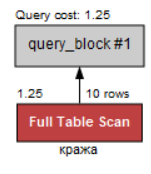 Query cost: 1.25
query_block #1
1.25 10 rows
Full Table Scan
кража